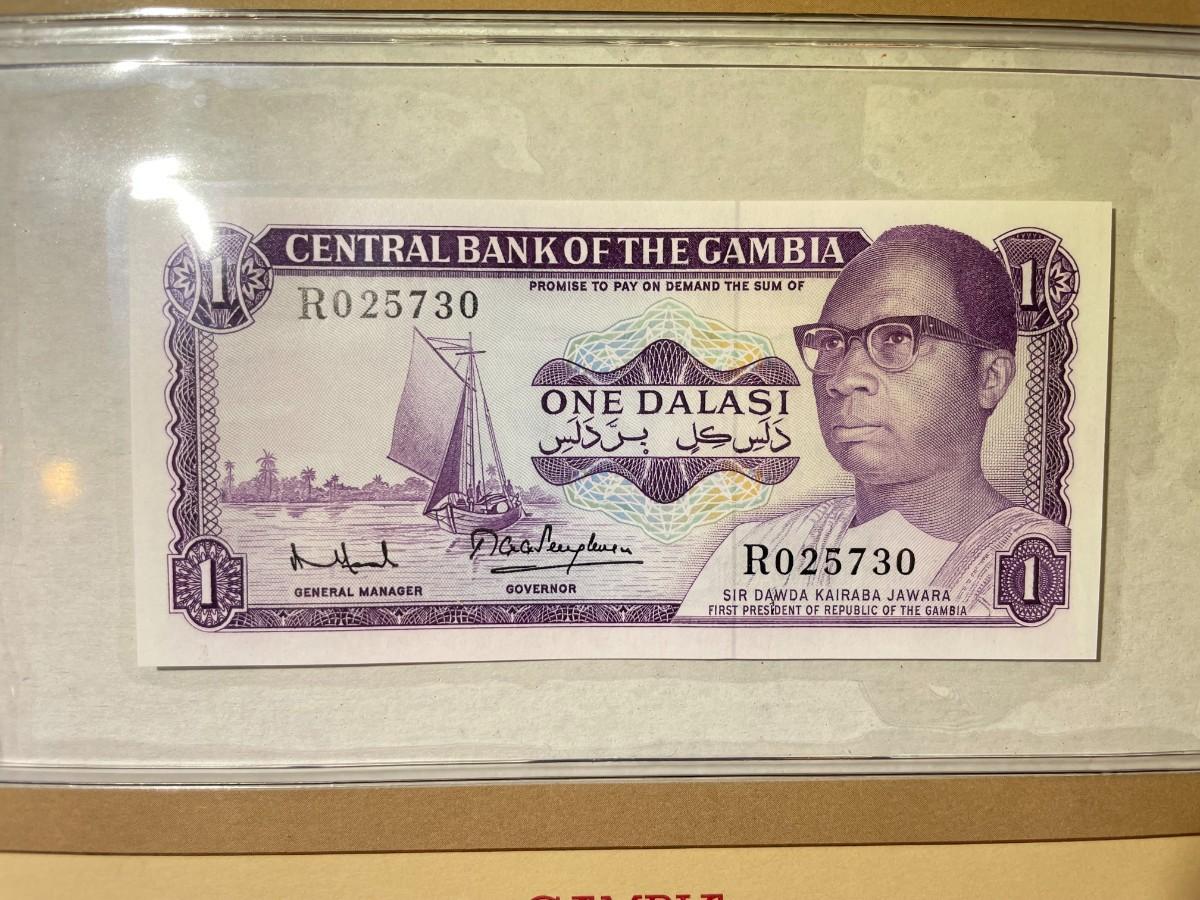 CENTRAL BANK OF THE GAMBIA
1
1
PROMISE TO PAY ON DEMAND THE SUM OF
R025730
ONE DALASI
دَلَسِ كِلِ بِرَّ دَلَسِ
R025730
1
GENERAL MANAGER
GOVERNOR
SIR DAWDA KAIRABA JAWARA
FIRST PRESIDENT OF REPUBLIC OF THE GAMBIA
1